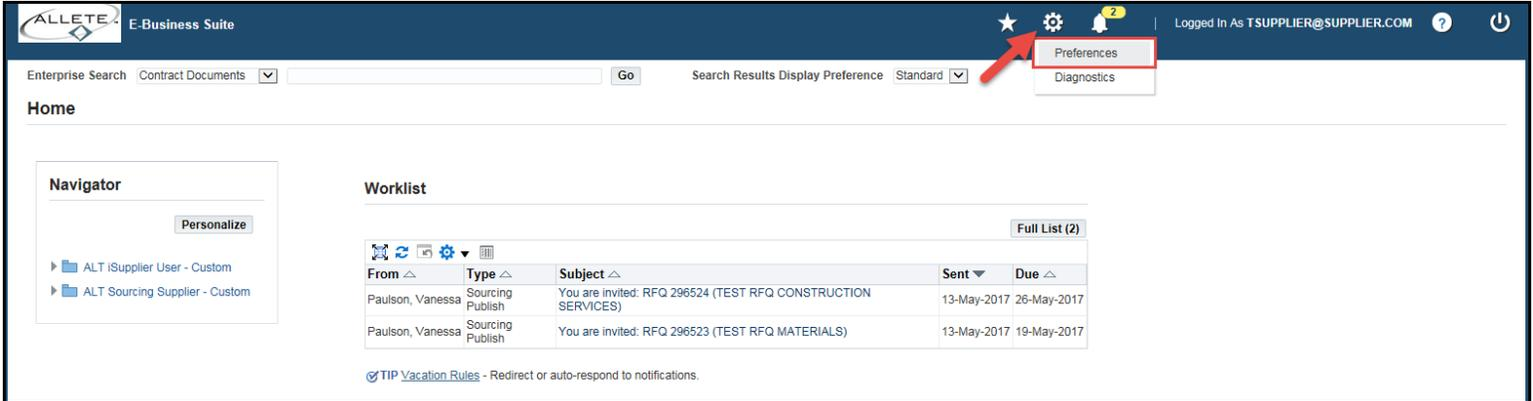 ALLETE E-Business Suite 2 | Logged In As TSUPPLIER@SUPPLIER.COM ?
Preferences
Diagnostics
Enterprise Search Contract Documents Go Search Results Display Preference Standard
Home
Navigator
Personalize
ALT iSupplier User - Custom
ALT Sourcing Supplier - Custom
Worklist
Full List (2)
From Type Subject Sent Due
Paulson, Vanessa Sourcing Publish You are invited: RFQ 296524 (TEST RFQ CONSTRUCTION SERVICES) 13-May-2017 26-May-2017
Paulson, Vanessa Sourcing Publish You are invited: RFQ 296523 (TEST RFQ MATERIALS) 13-May-2017 19-May-2017
TIP Vacation Rules - Redirect or auto-respond to notifications.